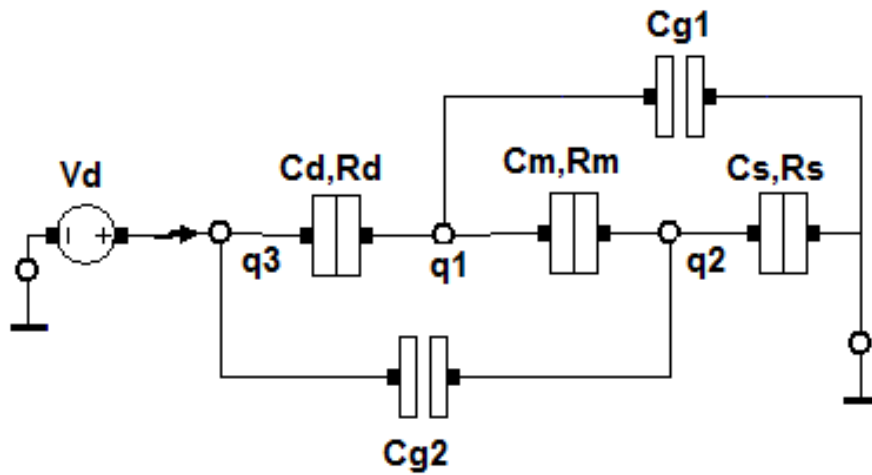 Cg1
Vd
Cd,Rd
Cm,Rm
Cs,Rs
q3
q1
q2
Cg2